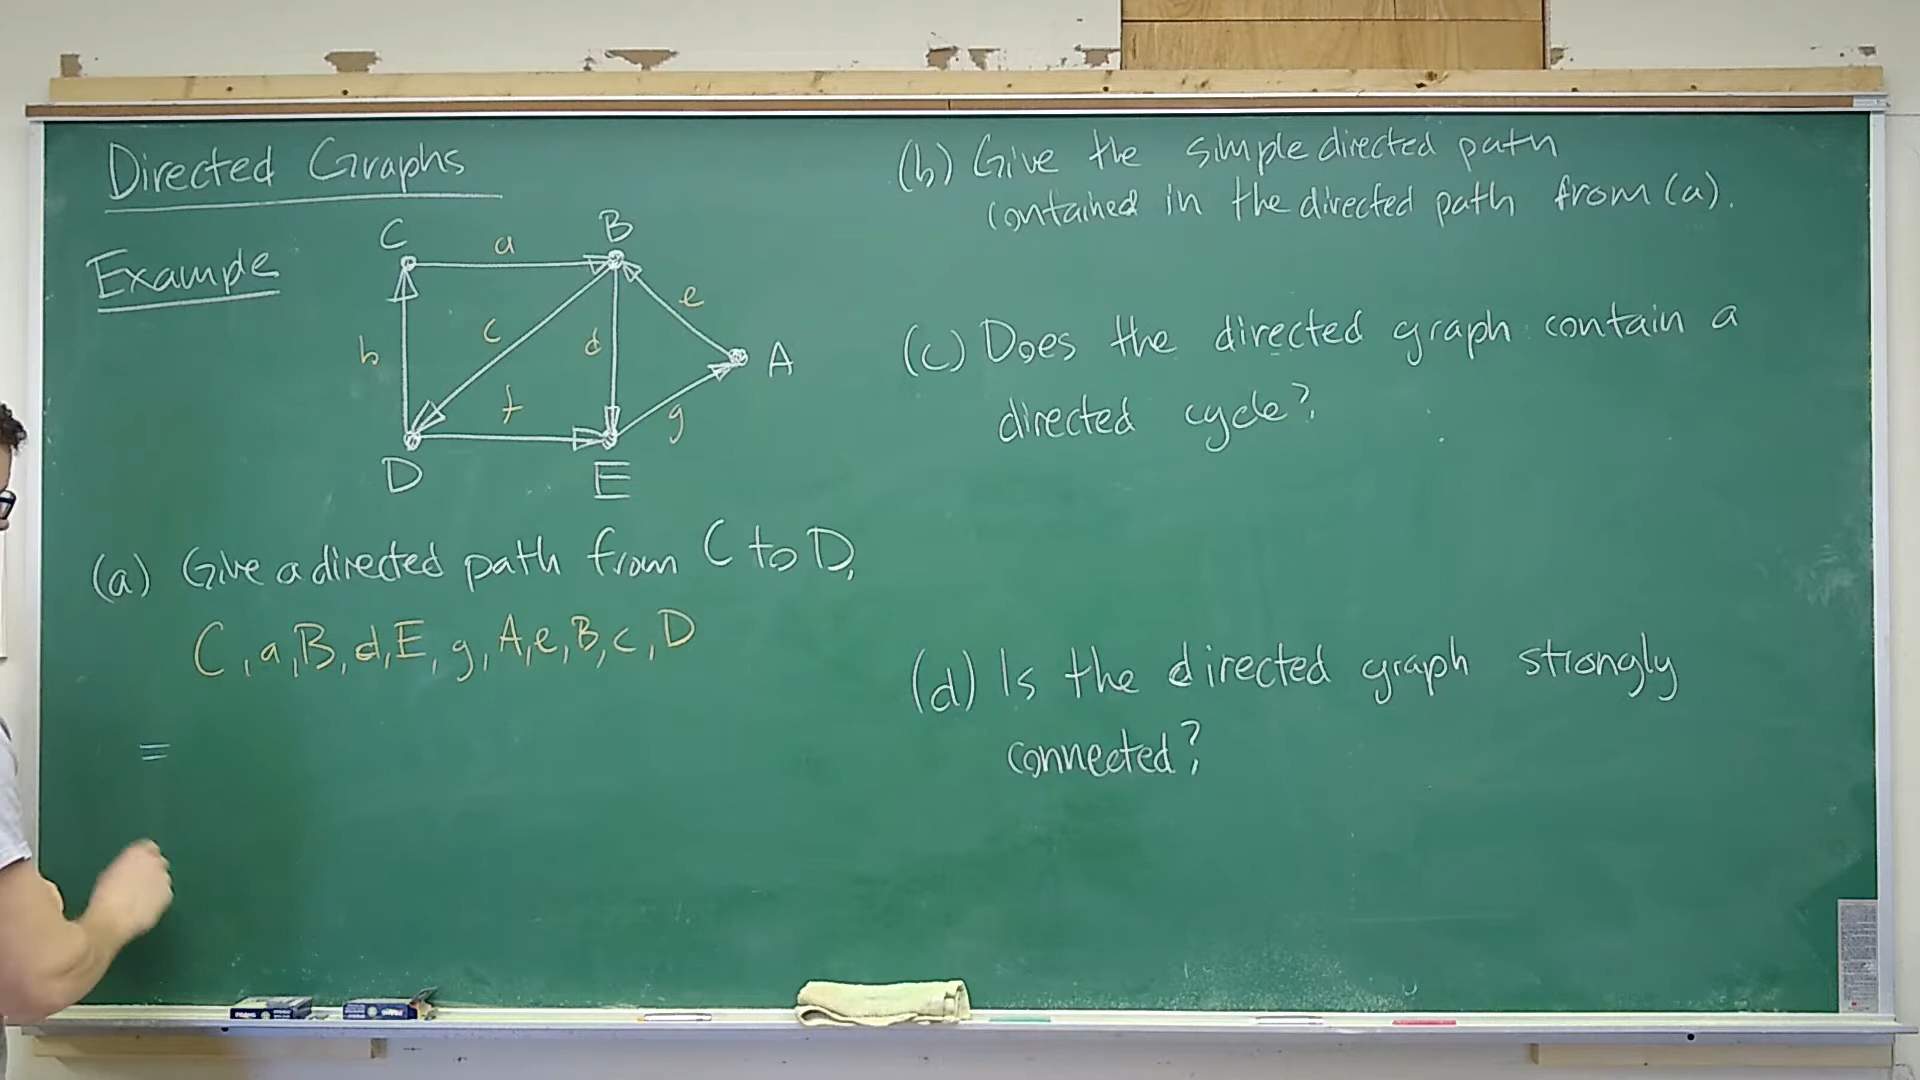 Directed Graphs
Example
C
a
B
e
b
c
d
A
f
g
D
E
(a) Give a directed path from C to D.
C, a, B, d, E, g, A, e, B, c, D
=
(b) Give the simple directed path
contained in the directed path from (a).
(c) Does the directed graph contain a
directed cycle?
(d) Is the directed graph strongly
connected?